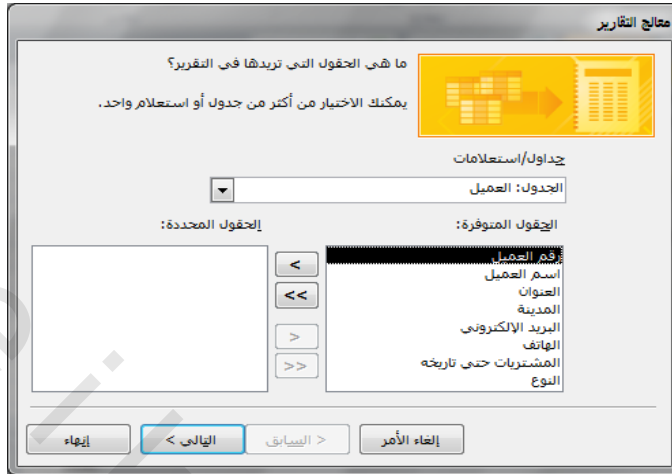 معالج التقارير
ما هي الحقول التي تريدها في التقرير؟
يمكنك الاختيار من أكثر من جدول أو استعلام واحد.
جداول/استعلامات
الجدول: العميل
الحقول المتوفرة:
الحقول المحددة:
رقم العميل
اسم العميل
العنوان
المدينة
البريد الإلكتروني
الهاتف
المشتريات حتى تاريخه
النوع
>
>>
<
<<
إلغاء الأمر
< السابق
التالي >
إنهاء